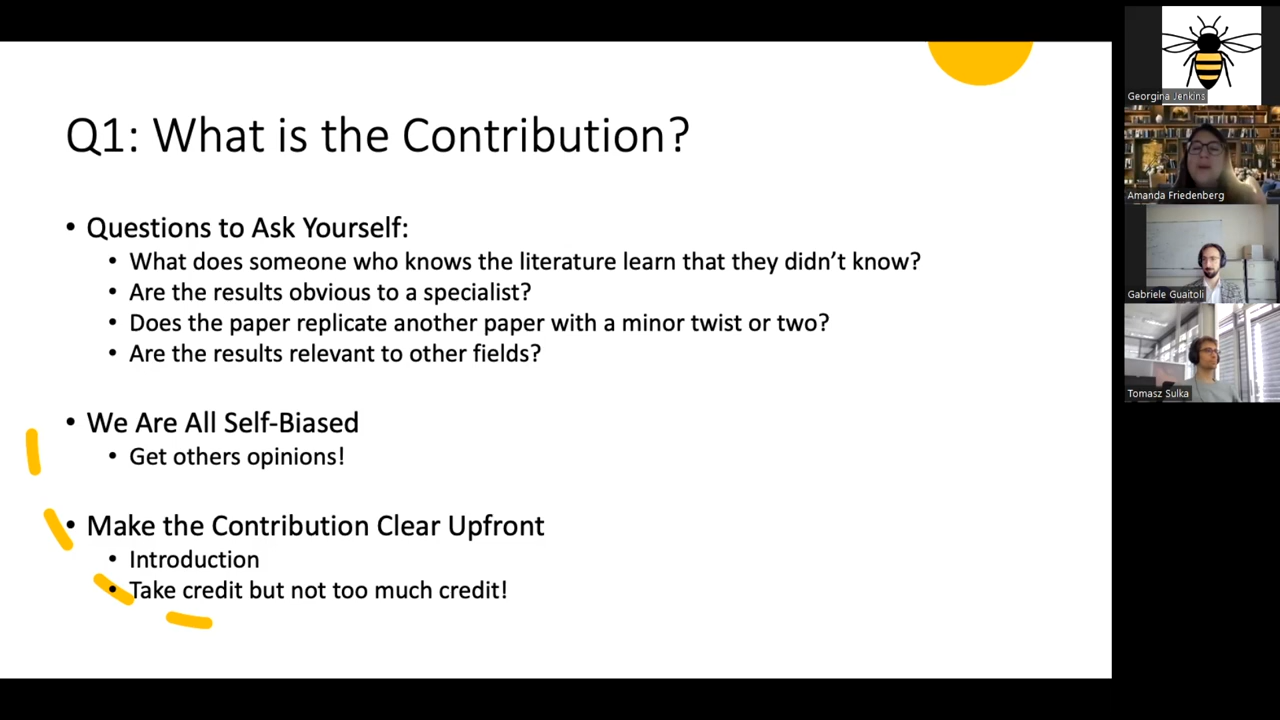 Q1: What is the Contribution?
• Questions to Ask Yourself:
• What does someone who knows the literature learn that they didn't know?
• Are the results obvious to a specialist?
• Does the paper replicate another paper with a minor twist or two?
• Are the results relevant to other fields?
• We Are All Self-Biased
• Get others opinions!
• Make the Contribution Clear Upfront
• Introduction
• Take credit but not too much credit!
Georgina Jenkins
Amanda Friedenberg
Gabriele Guaitoli
Tomasz Sulka